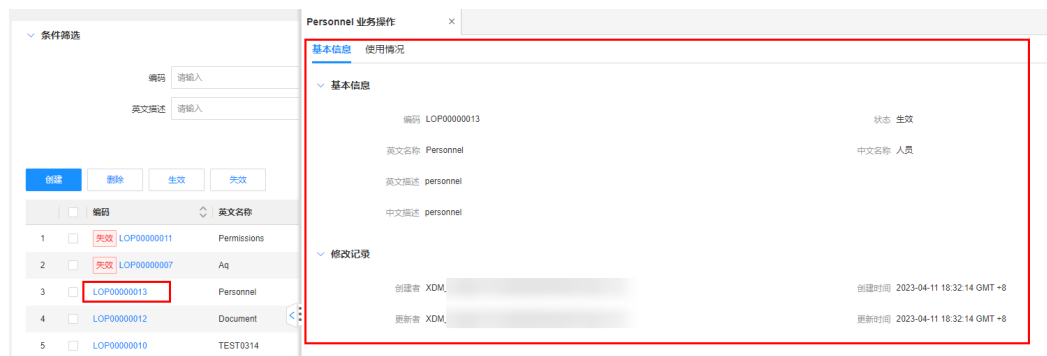 条件筛选
编码 请输入
英文描述 请输入
创建 删除 生效 失效
编码 英文名称
1 失效 LOP00000011 Permissions
2 失效 LOP00000007 Aq
3 LOP00000013 Personnel
4 LOP00000012 Document
5 LOP00000010 TEST0314
Personnel 业务操作 ×
基本信息 使用情况
基本信息
编码 LOP00000013 状态 生效
英文名称 Personnel 中文名称 人员
英文描述 personnel
中文描述 personnel
修改记录
创建者 XDM_ 创建时间 2023-04-11 18:32:14 GMT +8
更新者 XDM_ 更新时间 2023-04-11 18:32:14 GMT +8